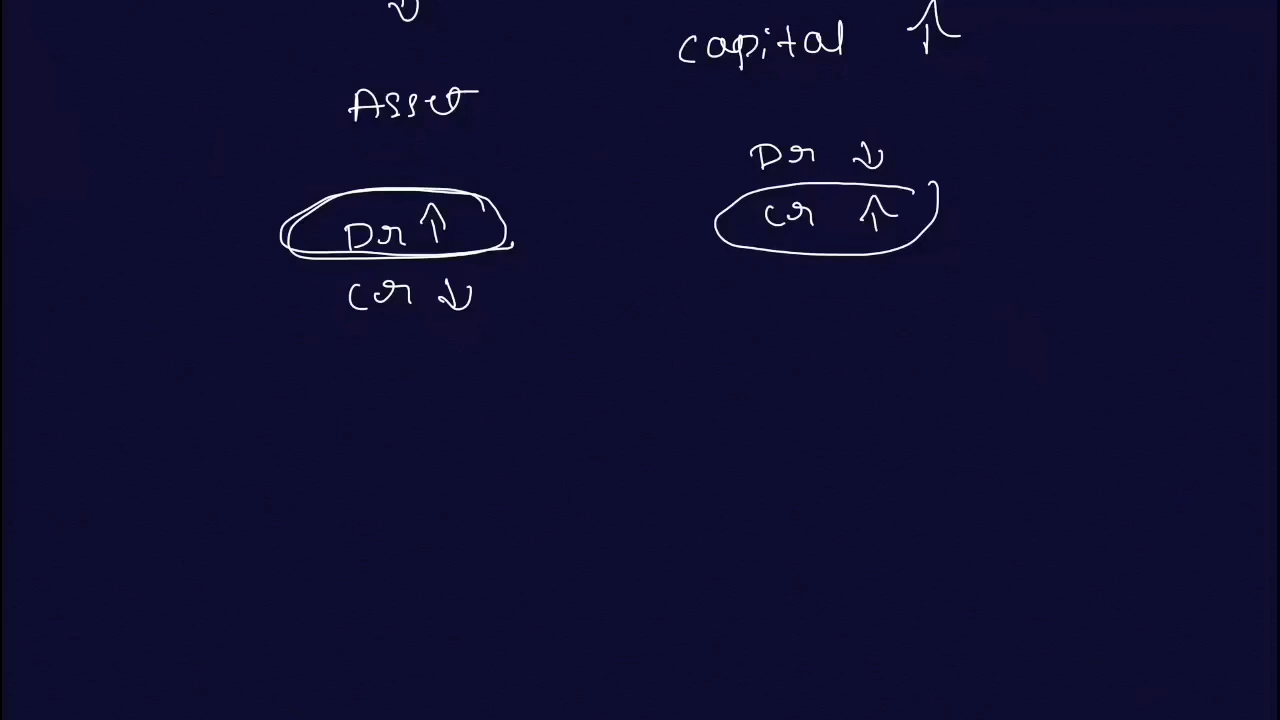 ↓
capital ↑
Asset
Dr ↓
Cr ↑
Dr ↑
Cr ↓